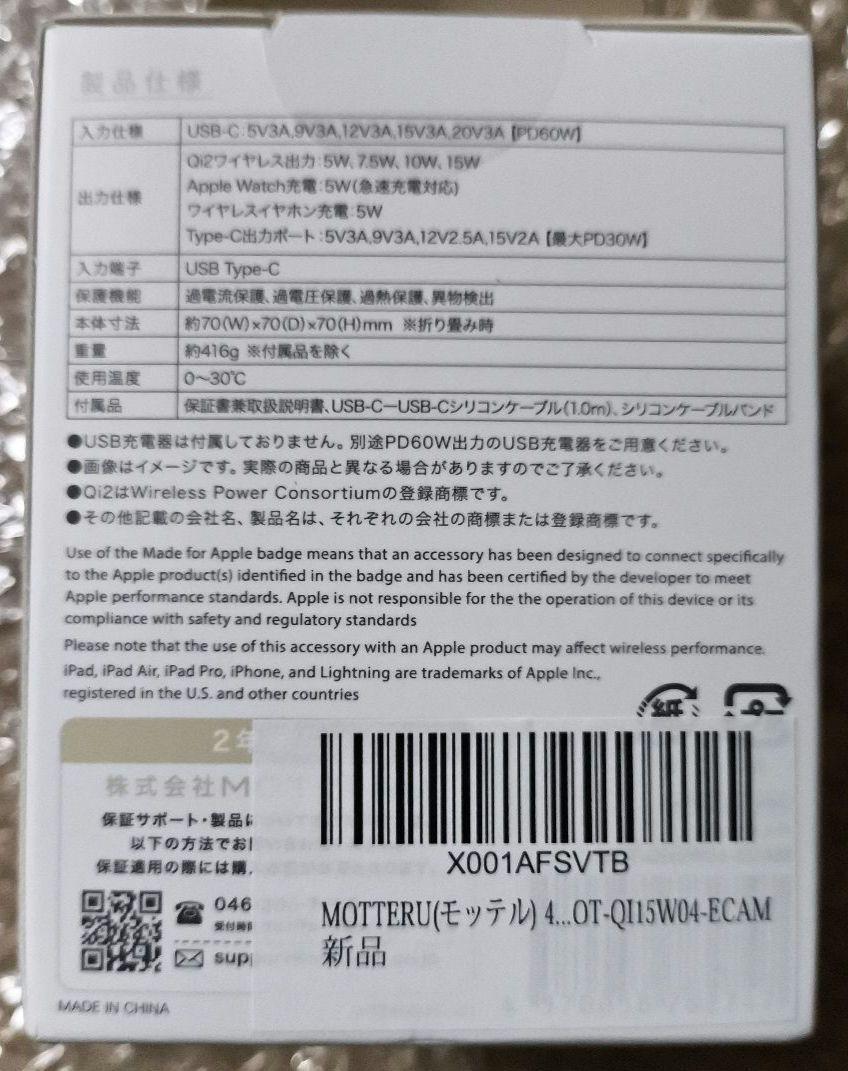 製品仕様
入力仕様 USB-C:5V3A,9V3A,12V3A,15V3A,20V3A【PD60W】
出力仕様
Qi2ワイヤレス出力:5W、7.5W、10W、15W
Apple Watch充電:5W(急速充電対応)
ワイヤレスイヤホン充電:5W
Type-C出力ポート:5V3A,9V3A,12V2.5A,15V2A【最大PD30W】
入力端子 USB Type-C
保護機能 過電流保護、過電圧保護、過熱保護、異物検出
本体寸法 約70(W)×70(D)×70(H)mm ※折り畳み時
重量 約416g ※付属品を除く
使用温度 0〜30℃
付属品 保証書兼取扱説明書、USB-C—USB-Cシリコンケーブル(1.0m)、シリコンケーブルバンド
●USB充電器は付属しておりません。別途PD60W出力のUSB充電器をご用意ください。
●画像はイメージです。実際の商品と異なる場合がありますのでご了承ください。
●Qi2はWireless Power Consortiumの登録商標です。
●その他記載の会社名、製品名は、それぞれの会社の商標または登録商標です。
Use of the Made for Apple badge means that an accessory has been designed to connect specifically
to the Apple product(s) identified in the badge and has been certified by the developer to meet
Apple performance standards. Apple is not responsible for the the operation of this device or its
compliance with safety and regulatory standards
Please note that the use of this accessory with an Apple product may affect wireless performance.
iPad, iPad Air, iPad Pro, iPhone, and Lightning are trademarks of Apple Inc.,
registered in the U.S. and other countries
紙
2年
株式会社M
保証サポート・製品に
以下の方法でお
保証適用の際には購
046
受付時
sup
X001AFSVTB
MOTTERU(モッテル) 4...OT-QI15W04-ECAM
新品
MADE IN CHINA